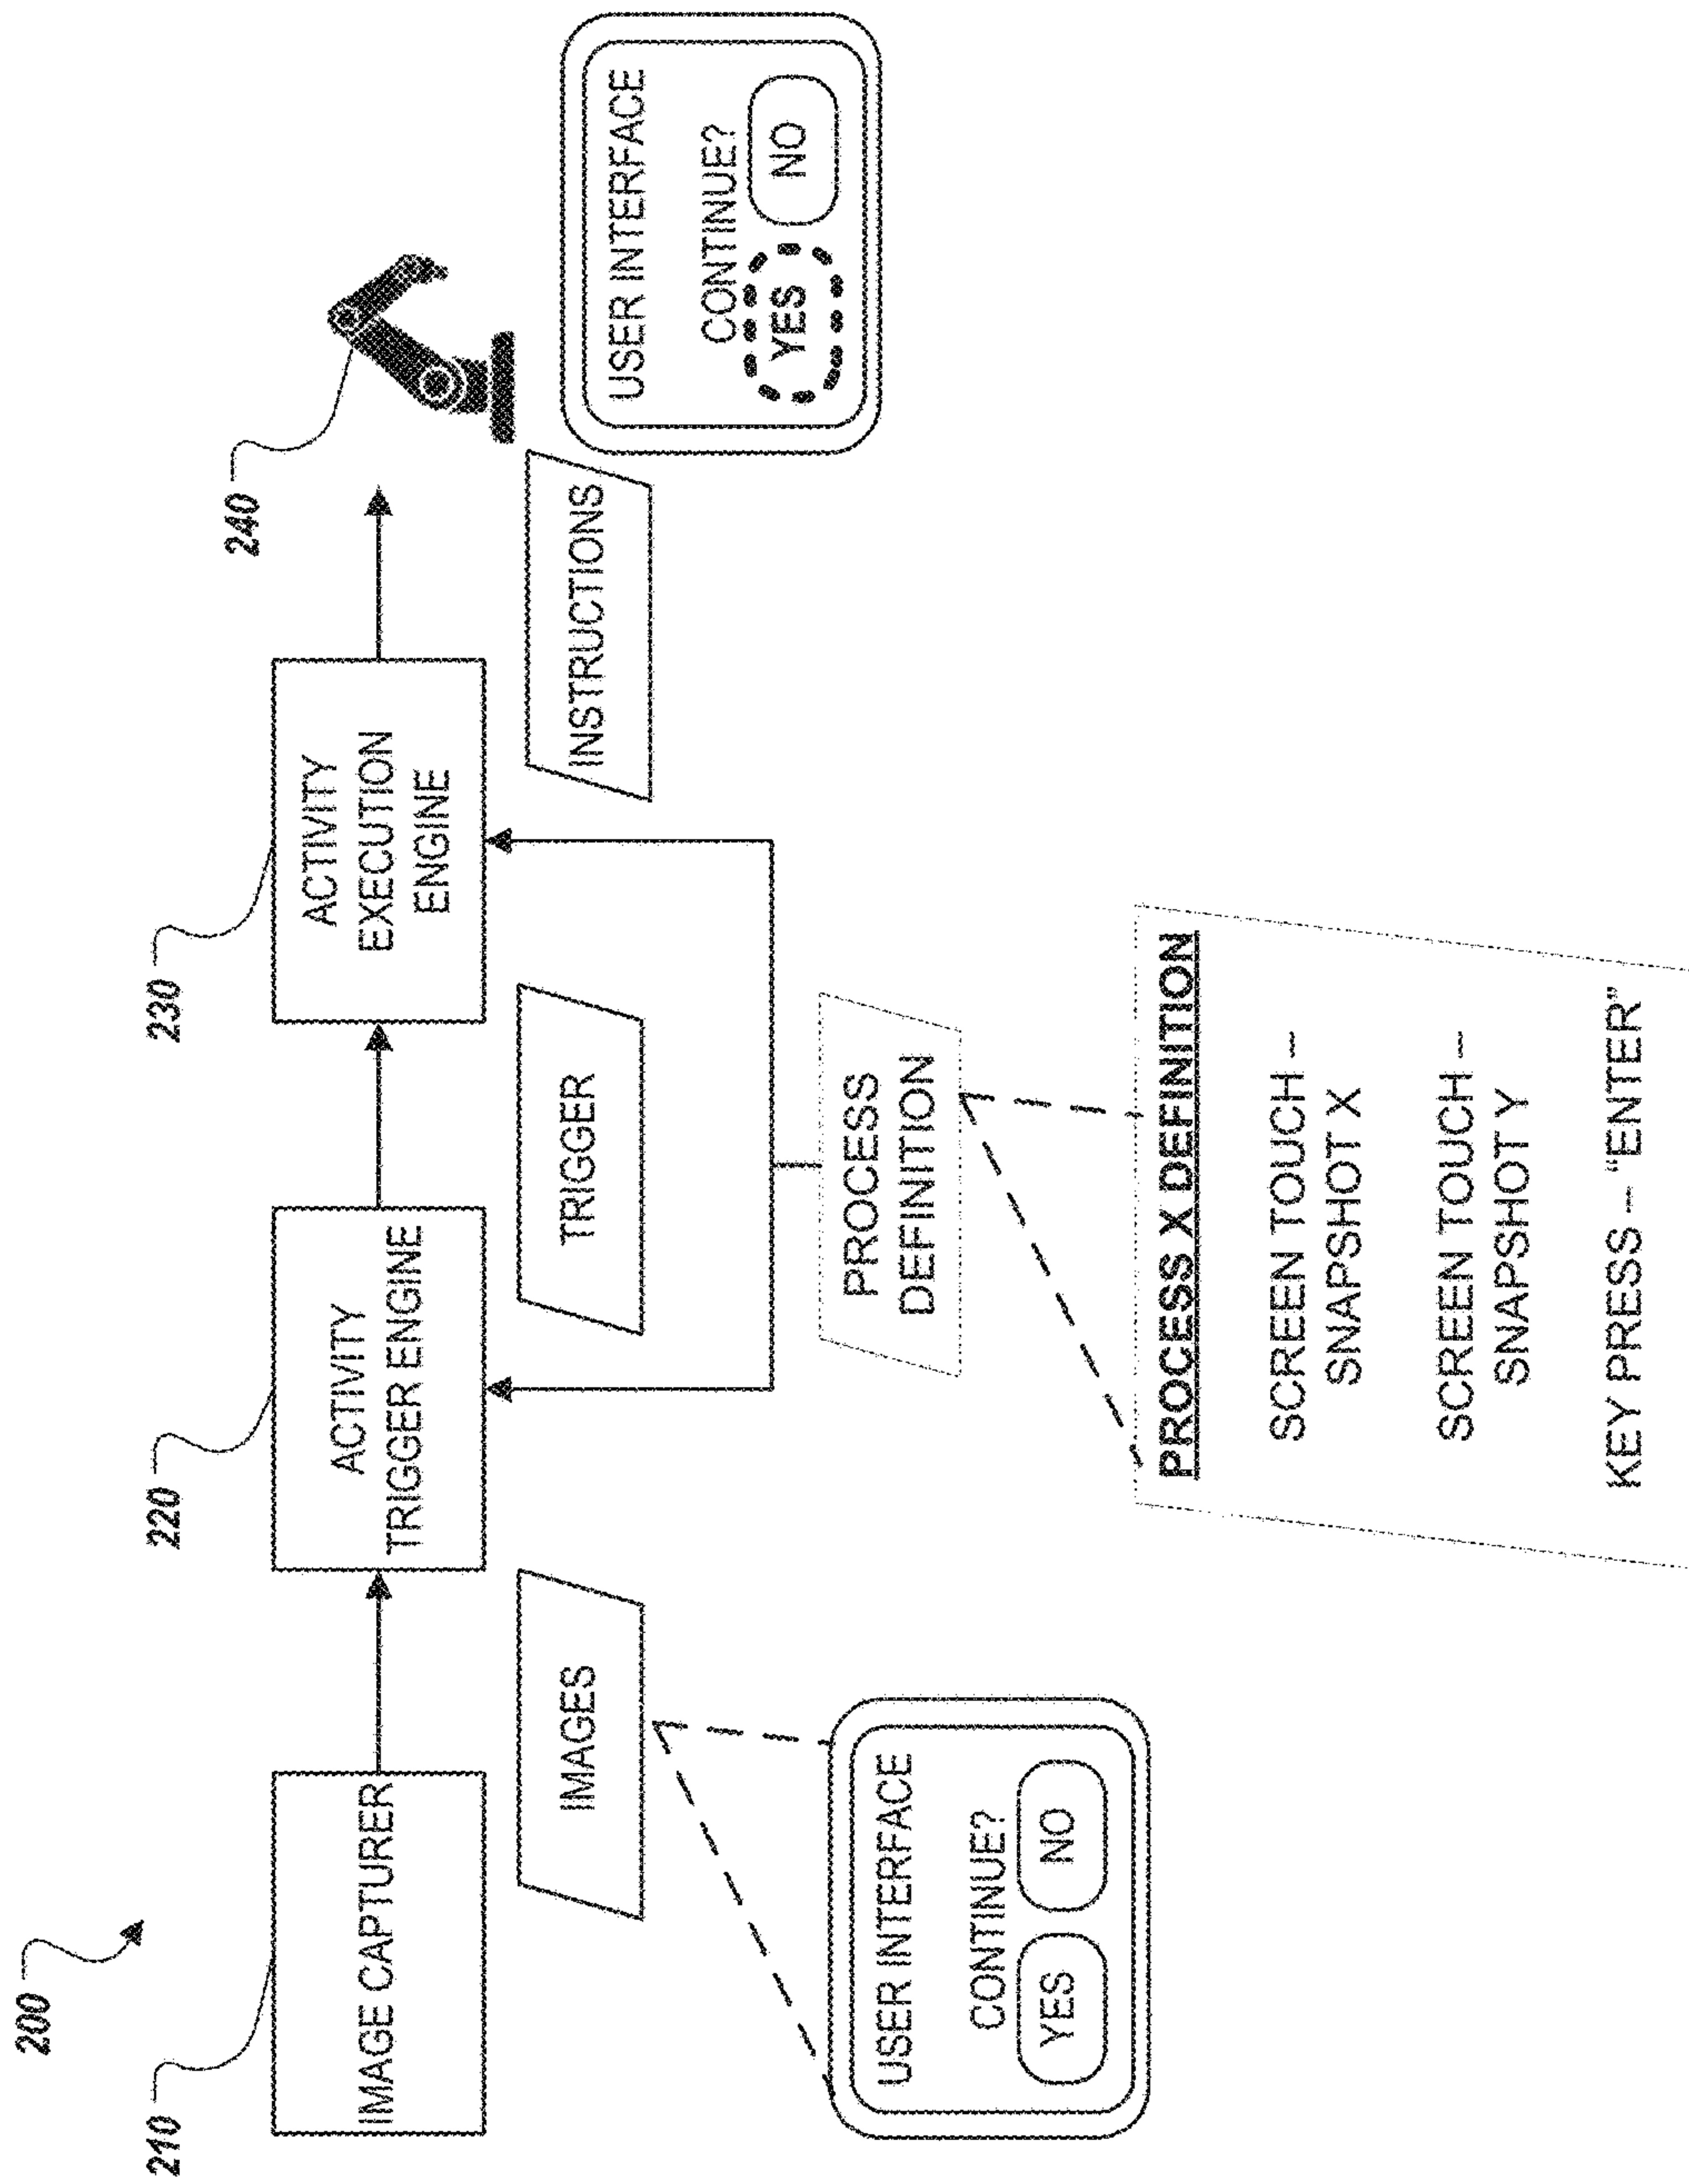 200
210
IMAGE CAPTURER
220
ACTIVITY
TRIGGER ENGINE
230
ACTIVITY
EXECUTION
ENGINE
240
IMAGES
TRIGGER
INSTRUCTIONS
USER INTERFACE
CONTINUE?
YES
NO
PROCESS
DEFINITION
USER INTERFACE
CONTINUE?
YES
NO
PROCESS X DEFINITION
SCREEN TOUCH –
SNAPSHOT X
SCREEN TOUCH –
SNAPSHOT Y
KEY PRESS – “ENTER”